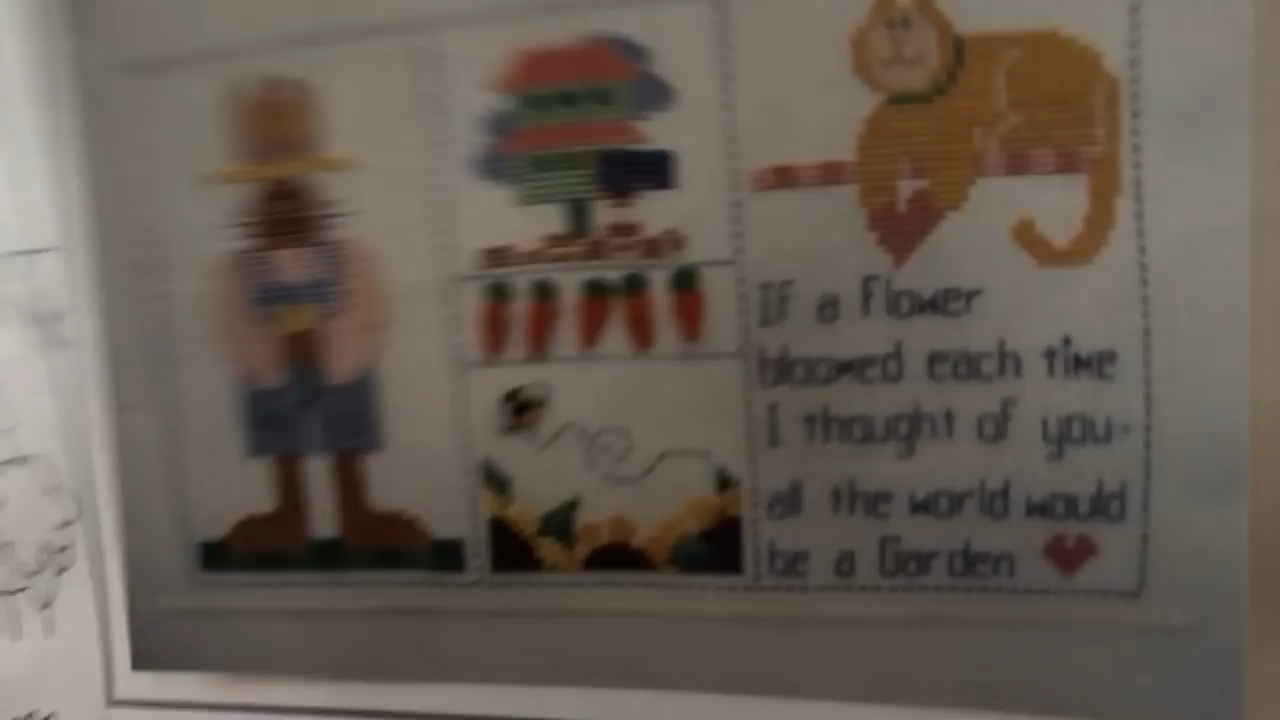 IF a Flower
bloomed each time
I thought of you-
all the world would
be a Garden